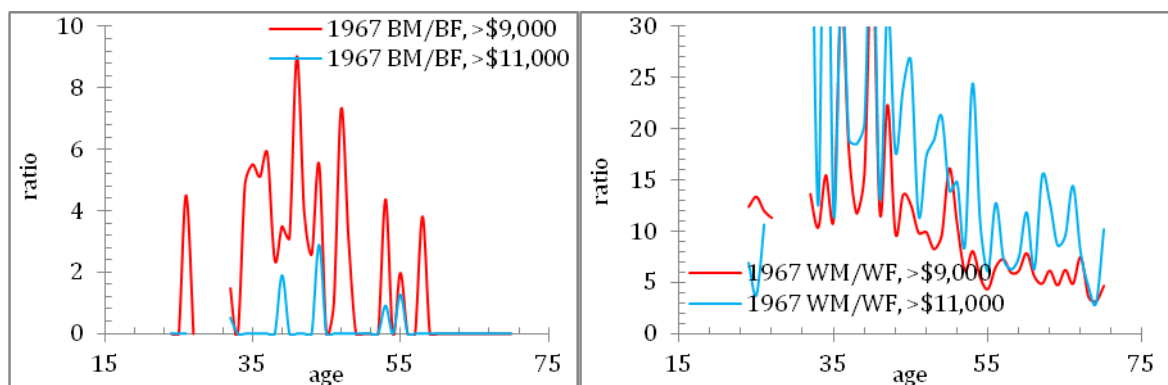 10
8
6
4
2
0
ratio
15
35
55
75
age
1967 BM/BF, >$9,000
1967 BM/BF, >$11,000
30
25
20
15
10
5
0
ratio
15
35
55
75
age
1967 WM/WF, >$9,000
1967 WM/WF, >$11,000